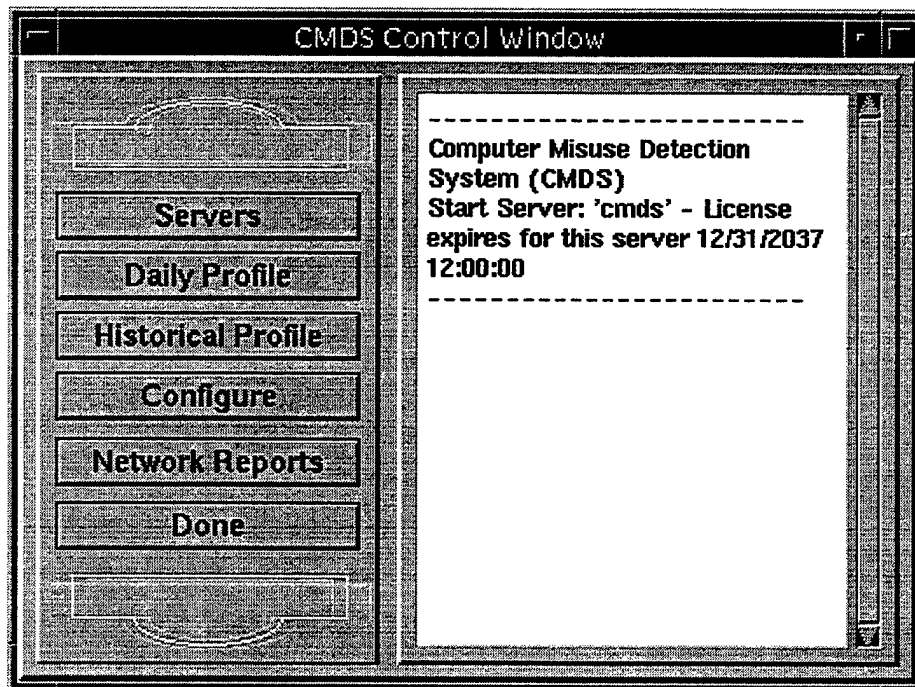 CMDS Control Window
Servers
Daily Profile
Historical Profile
Configure
Network Reports
Done
------------------------
Computer Misuse Detection
System (CMDS)
Start Server: 'cmds' - License
expires for this server 12/31/2037
12:00:00
------------------------